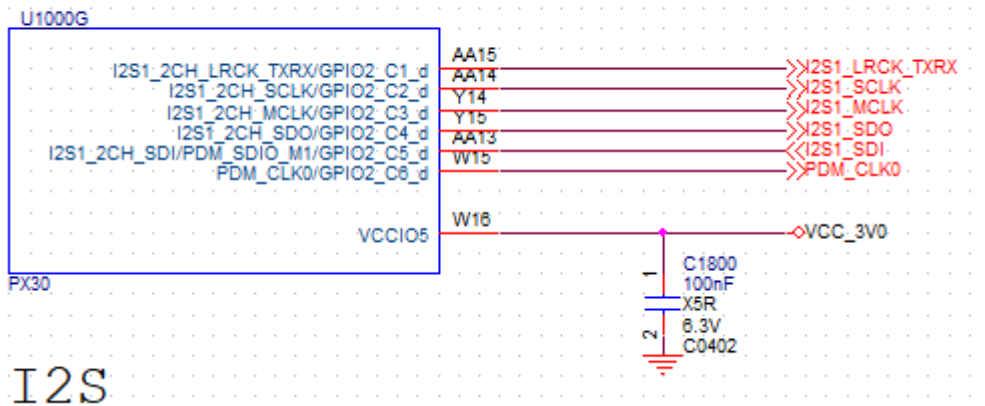 U1000G
I2S1_2CH_LRCK_TXRX/GPIO2_C1_d AA15 I2S1_LRCK_TXRX
I2S1_2CH_SCLK/GPIO2_C2_d AA14 I2S1_SCLK
I2S1_2CH_MCLK/GPIO2_C3_d Y14 I2S1_MCLK
I2S1_2CH_SDO/GPIO2_C4_d Y15 I2S1_SDO
I2S1_2CH_SDI/PDM_SDI0_M1/GPIO2_C5_d AA13 I2S1_SDI
PDM_CLK0/GPIO2_C6_d W15 PDM_CLK0
VCCIO5 W16 VCC_3V0
PX30
1
C1800
100nF
X5R
6.3V
2
C0402
I2S